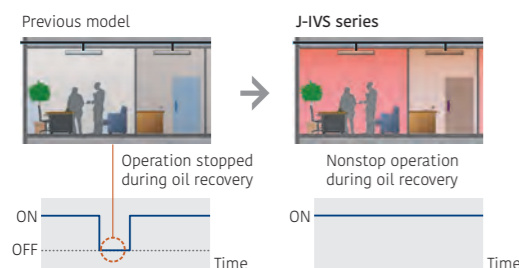 Previous model
J-IVS series
Operation stopped
during oil recovery
Nonstop operation
during oil recovery
ON
OFF
Time
ON
Time